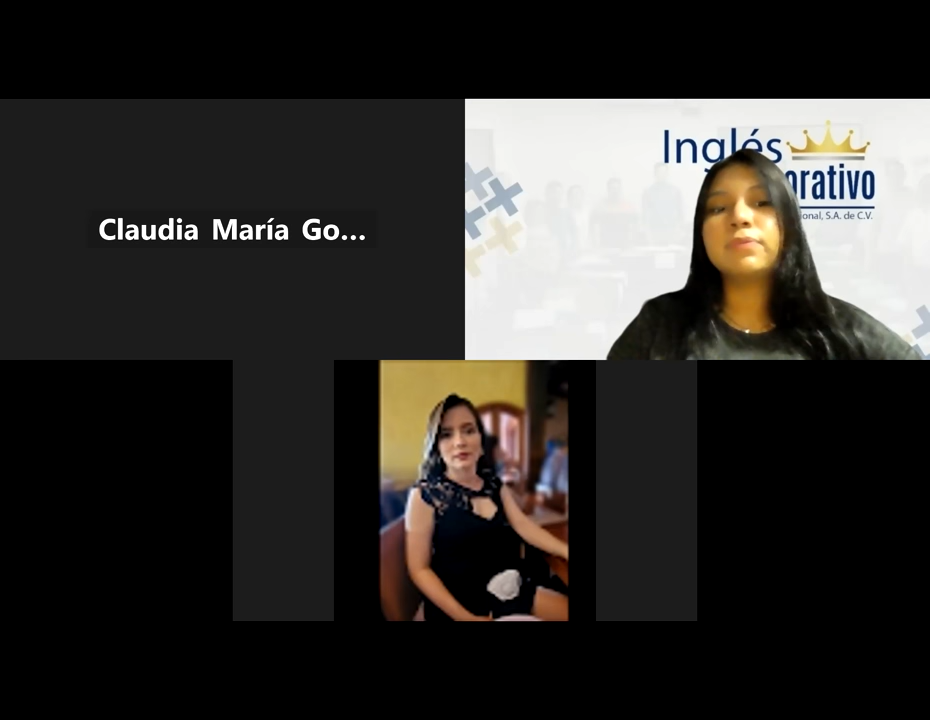 Claudia María Go...
Inglés
orativo
ional, S.A. de C.V.